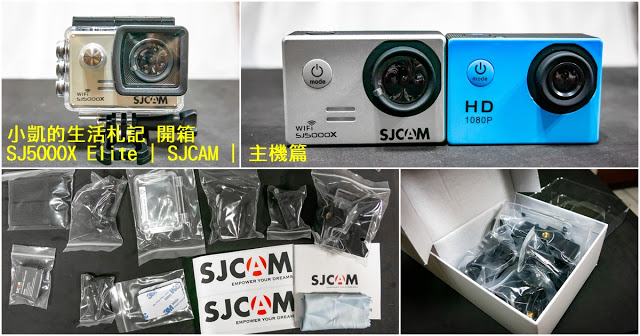 WiFi
SJ5000X
SJCAM
mode
WiFi
SJ5000X
SJCAM
mode
HD
1080P
小凱的生活札記 開箱
SJ5000X Elite | SJCAM | 主機篇
SJCAM
EMPOWER YOUR DREAMS
SJCAM
EMPOWER YOUR DREAMS
SJCAM
3M